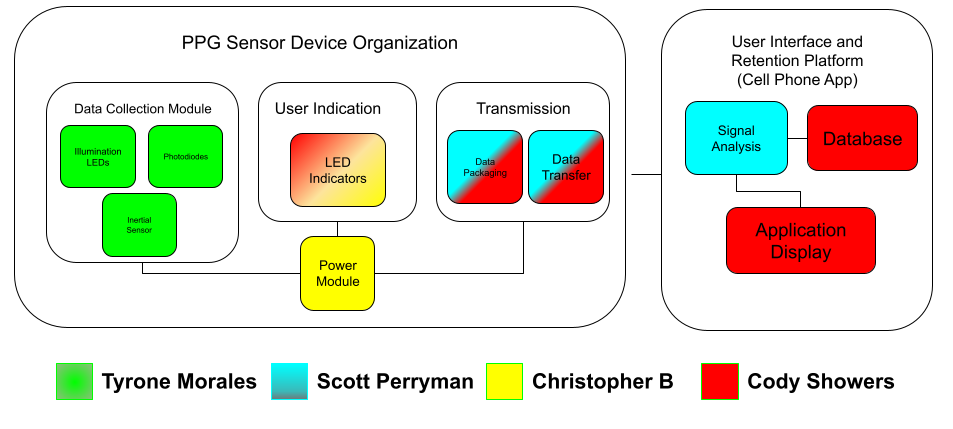 PPG Sensor Device Organization
Data Collection Module
Illumination
LEDs
Photodiodes
Inertial
Sensor
User Indication
LED
Indicators
Transmission
Data
Packaging
Data
Transfer
Power
Module
User Interface and
Retention Platform
(Cell Phone App)
Signal
Analysis
Database
Application
Display
Tyrone Morales
Scott Perryman
Christopher B
Cody Showers